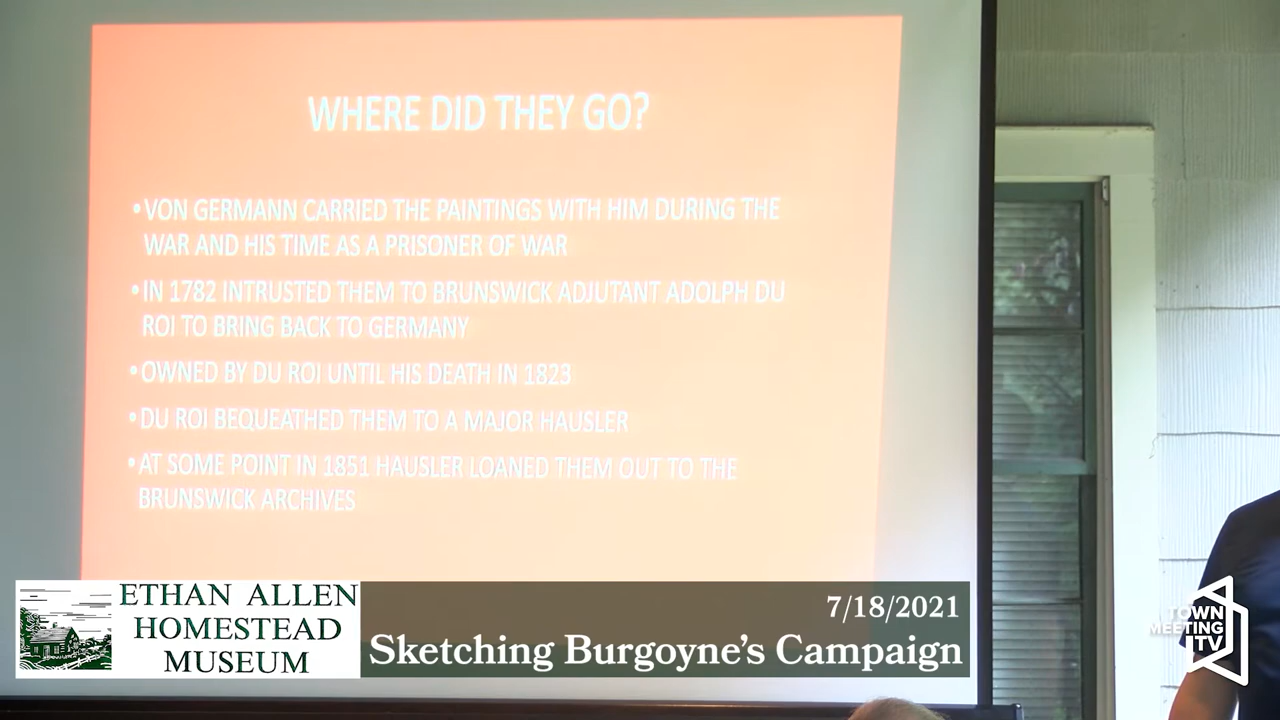 WHERE DID THEY GO?
•VON GERMANN CARRIED THE PAINTINGS WITH HIM DURING THE
WAR AND HIS TIME AS A PRISONER OF WAR
•IN 1782 INTRUSTED THEM TO BRUNSWICK ADJUTANT ADOLPH DU
ROI TO BRING BACK TO GERMANY
•OWNED BY DU ROI UNTIL HIS DEATH IN 1823
•DU ROI BEQUEATHED THEM TO A MAJOR HAUSLER
•AT SOME POINT IN 1851 HAUSLER LOANED THEM OUT TO THE
BRUNSWICK ARCHIVES
ETHAN ALLEN
HOMESTEAD
MUSEUM
7/18/2021
Sketching Burgoyne's Campaign
TOWN
MEETING
TV